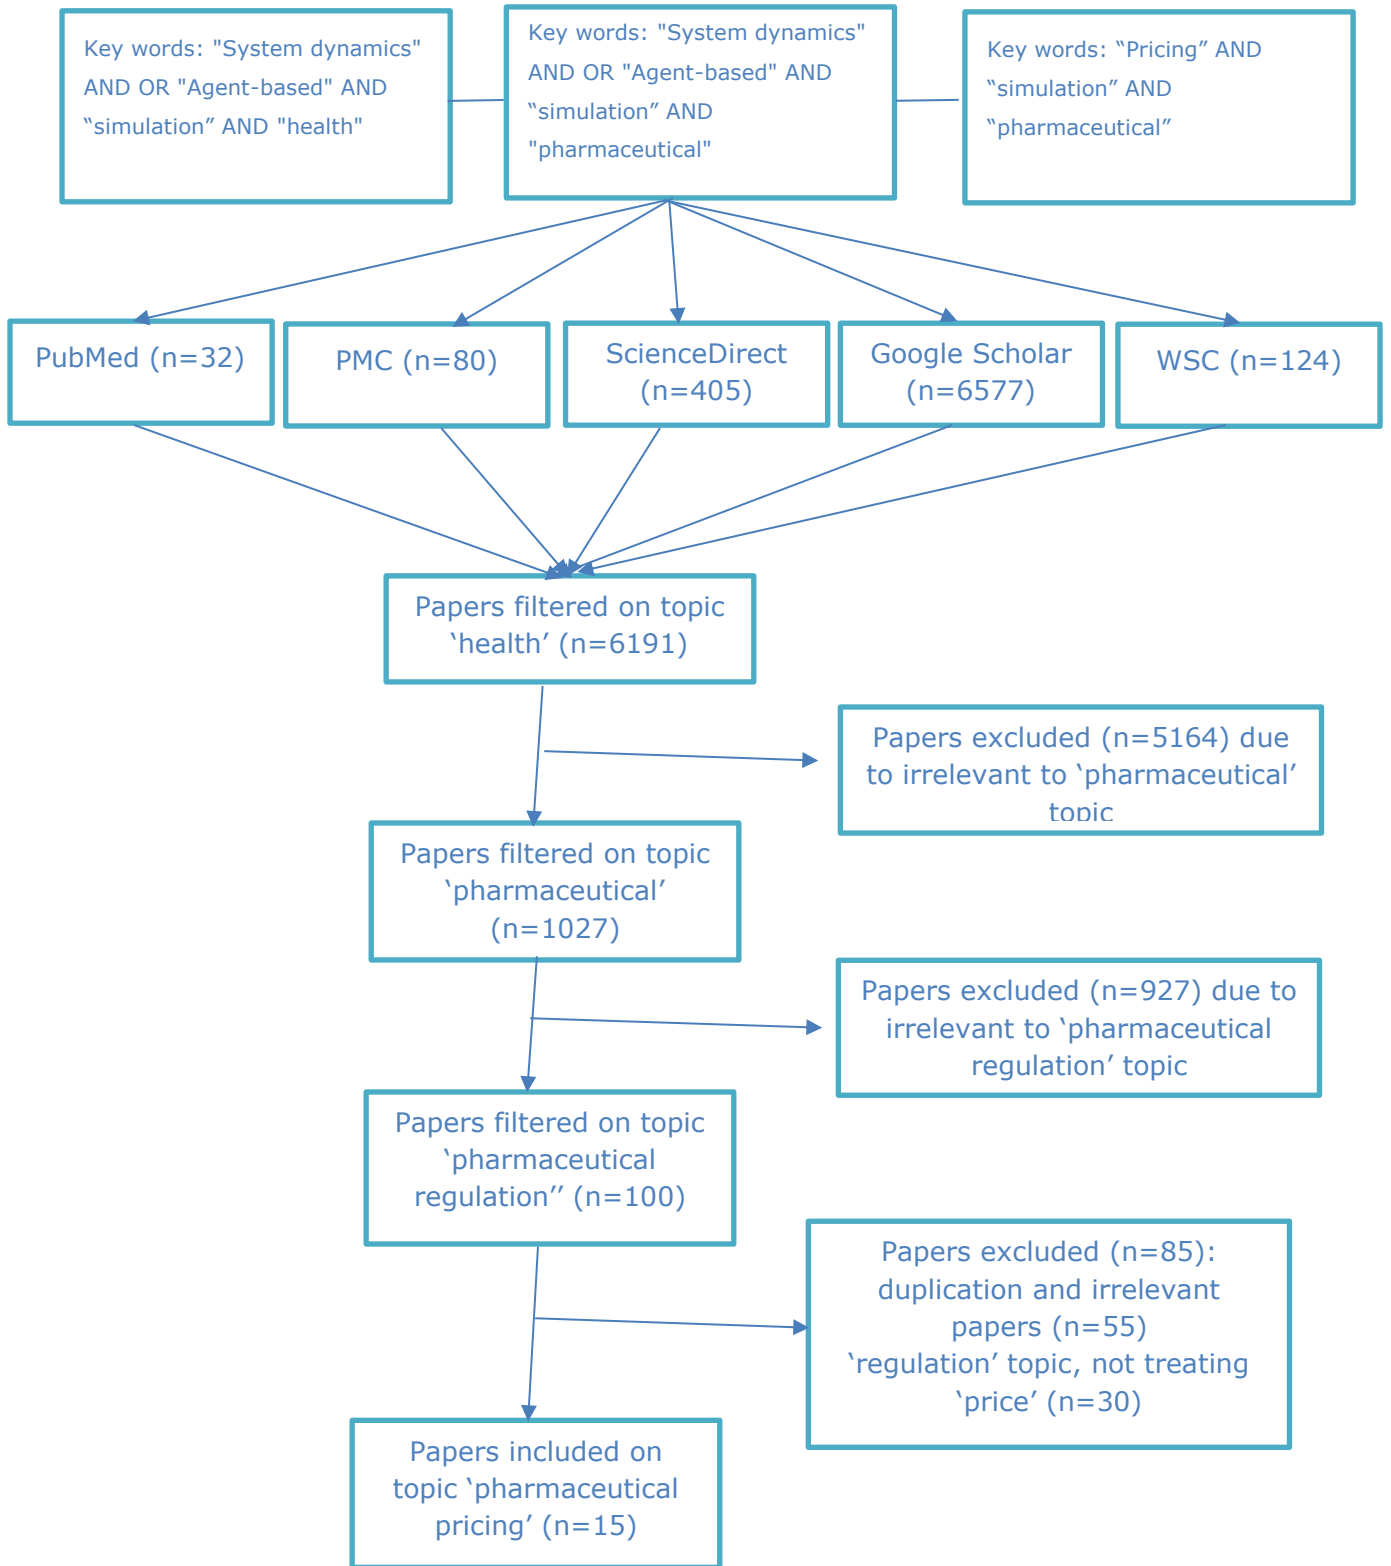 Key words: "System dynamics"
AND OR "Agent-based" AND
“simulation” AND "health"
Key words: "System dynamics"
AND OR "Agent-based" AND
“simulation” AND
"pharmaceutical"
Key words: “Pricing” AND
“simulation” AND
“pharmaceutical”
PubMed (n=32)
PMC (n=80)
ScienceDirect
(n=405)
Google Scholar
(n=6577)
WSC (n=124)
Papers filtered on topic
‘health’ (n=6191)
Papers excluded (n=5164) due
to irrelevant to ‘pharmaceutical’
topic
Papers filtered on topic
‘pharmaceutical’
(n=1027)
Papers excluded (n=927) due to
irrelevant to ‘pharmaceutical
regulation’ topic
Papers filtered on topic
‘pharmaceutical
regulation’’ (n=100)
Papers excluded (n=85):
duplication and irrelevant
papers (n=55)
‘regulation’ topic, not treating
‘price’ (n=30)
Papers included on
topic ‘pharmaceutical
pricing’ (n=15)